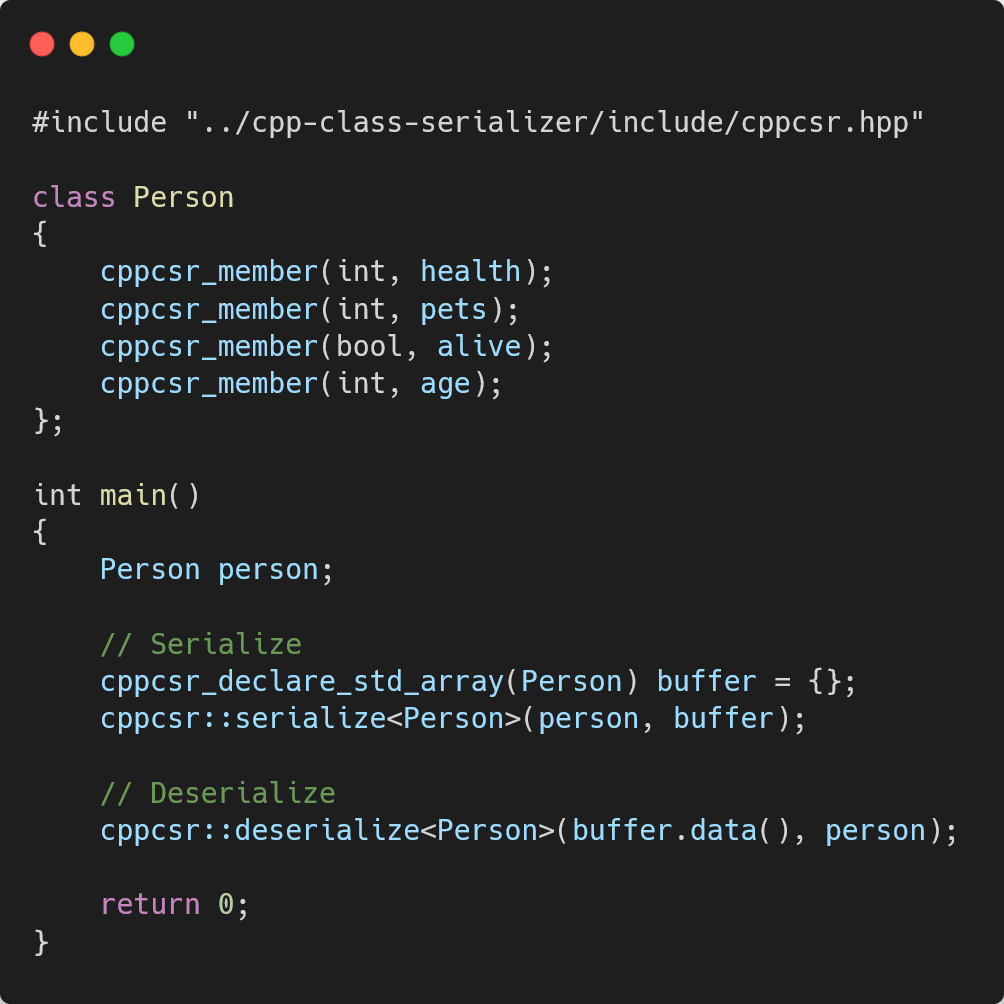 #include "../cpp-class-serializer/include/cppcsr.hpp"
class Person
{
    cppcsr_member(int, health);
    cppcsr_member(int, pets);
    cppcsr_member(bool, alive);
    cppcsr_member(int, age);
};
int main()
{
    Person person;
    // Serialize
    cppcsr_declare_std_array(Person) buffer = {};
    cppcsr::serialize<Person>(person, buffer);
    // Deserialize
    cppcsr::deserialize<Person>(buffer.data(), person);
    return 0;
}